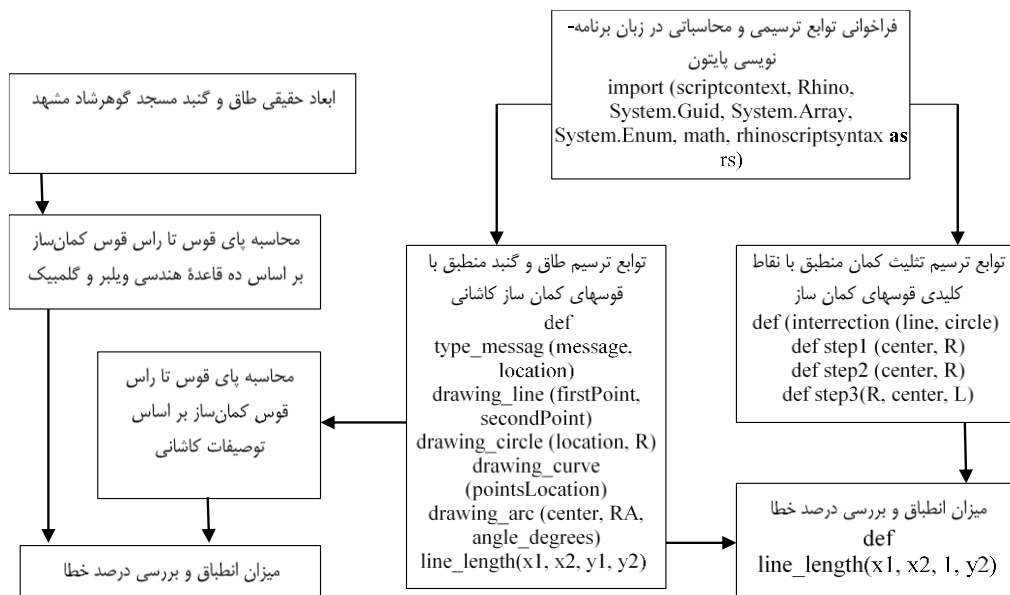 فراخوانی توابع ترسیمی و محاسباتی در زبان برنامه-
نویسی پایتون
import (scriptcontext, Rhino,
System.Guid, System.Array,
System.Enum, math, rhinoscriptsyntax as
rs)
ابعاد حقیقی طاق و گنبد مسجد گوهرشاد مشهد
توابع ترسیم تثلیث کمان منطبق با نقاط
کلیدی قوسهای کمان ساز
def (interrection (line, circle)
def step1 (center, R)
def step2 (center, R)
def step3(R, center, L)
توابع ترسیم طاق و گنبد منطبق با
قوسهای کمان ساز کاشانی
def
type_messag (message,
location)
drawing_line (firstPoint,
secondPoint)
drawing_circle (location, R)
drawing_curve
(pointsLocation)
drawing_arc (center, RA,
angle_degrees)
line_length(x1, x2, y1, y2)
محاسبه پای قوس تا راس قوس کمان‌ساز
بر اساس ده قاعدهٔ هندسی ویلبر و گلمبیک
محاسبه پای قوس تا راس
قوس کمان‌ساز بر اساس
توصیفات کاشانی
میزان انطباق و بررسی درصد خطا
def
line_length(x1, x2, 1, y2)
میزان انطباق و بررسی درصد خطا